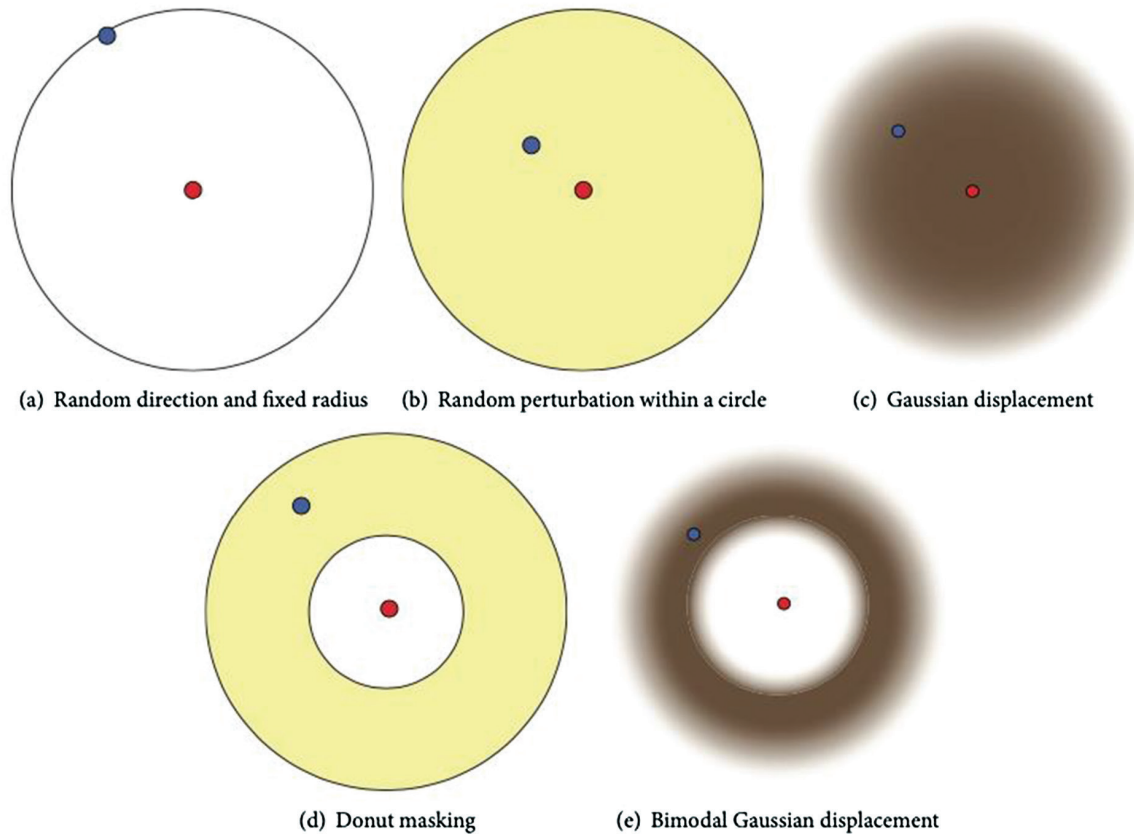 (a) Random direction and fixed radius
(b) Random perturbation within a circle
(c) Gaussian displacement
(d) Donut masking
(e) Bimodal Gaussian displacement